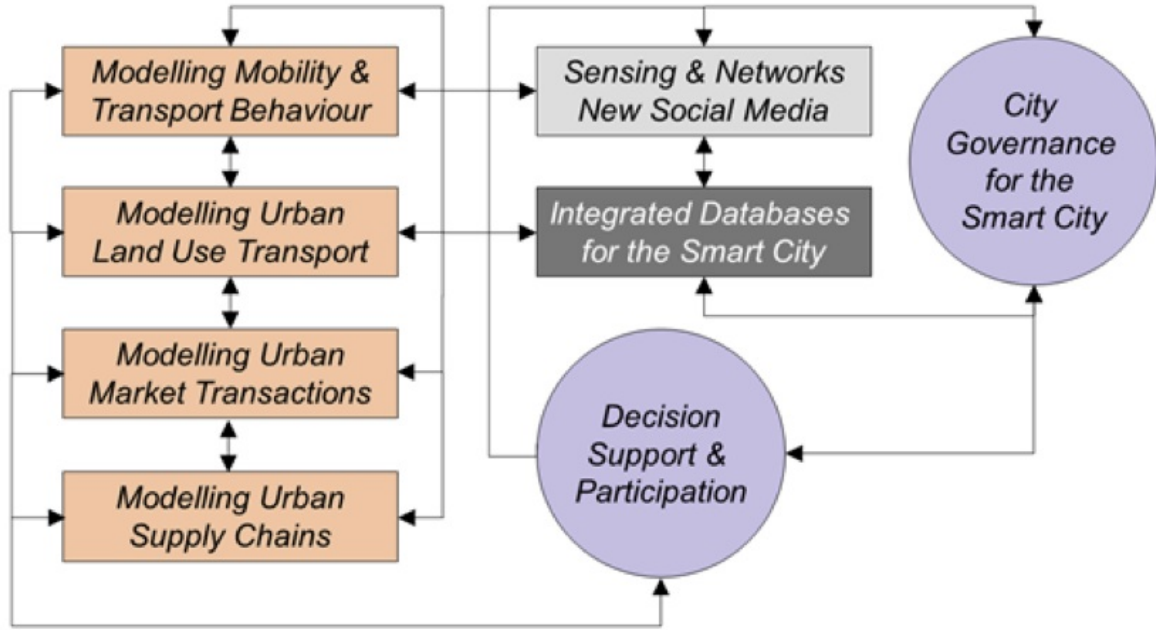 Modelling Mobility &
Transport Behaviour
Modelling Urban
Land Use Transport
Modelling Urban
Market Transactions
Modelling Urban
Supply Chains
Sensing & Networks
New Social Media
Integrated Databases
for the Smart City
City
Governance
for the
Smart City
Decision
Support &
Participation